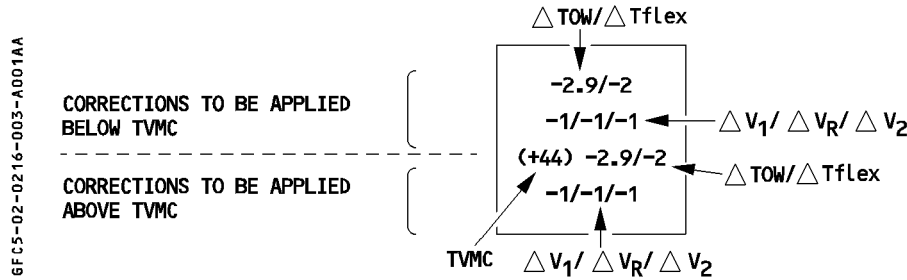 △ TOW/△ Tflex
GFC5-02-0216-003-A001AA
CORRECTIONS TO BE APPLIED
BELOW TVMC
-2.9/-2
-1/-1/-1
△ V1/ △ VR/ △ V2
(+44) -2.9/-2
△ TOW/△ Tflex
CORRECTIONS TO BE APPLIED
ABOVE TVMC
-1/-1/-1
TVMC
△ V1/ △ VR/ △ V2